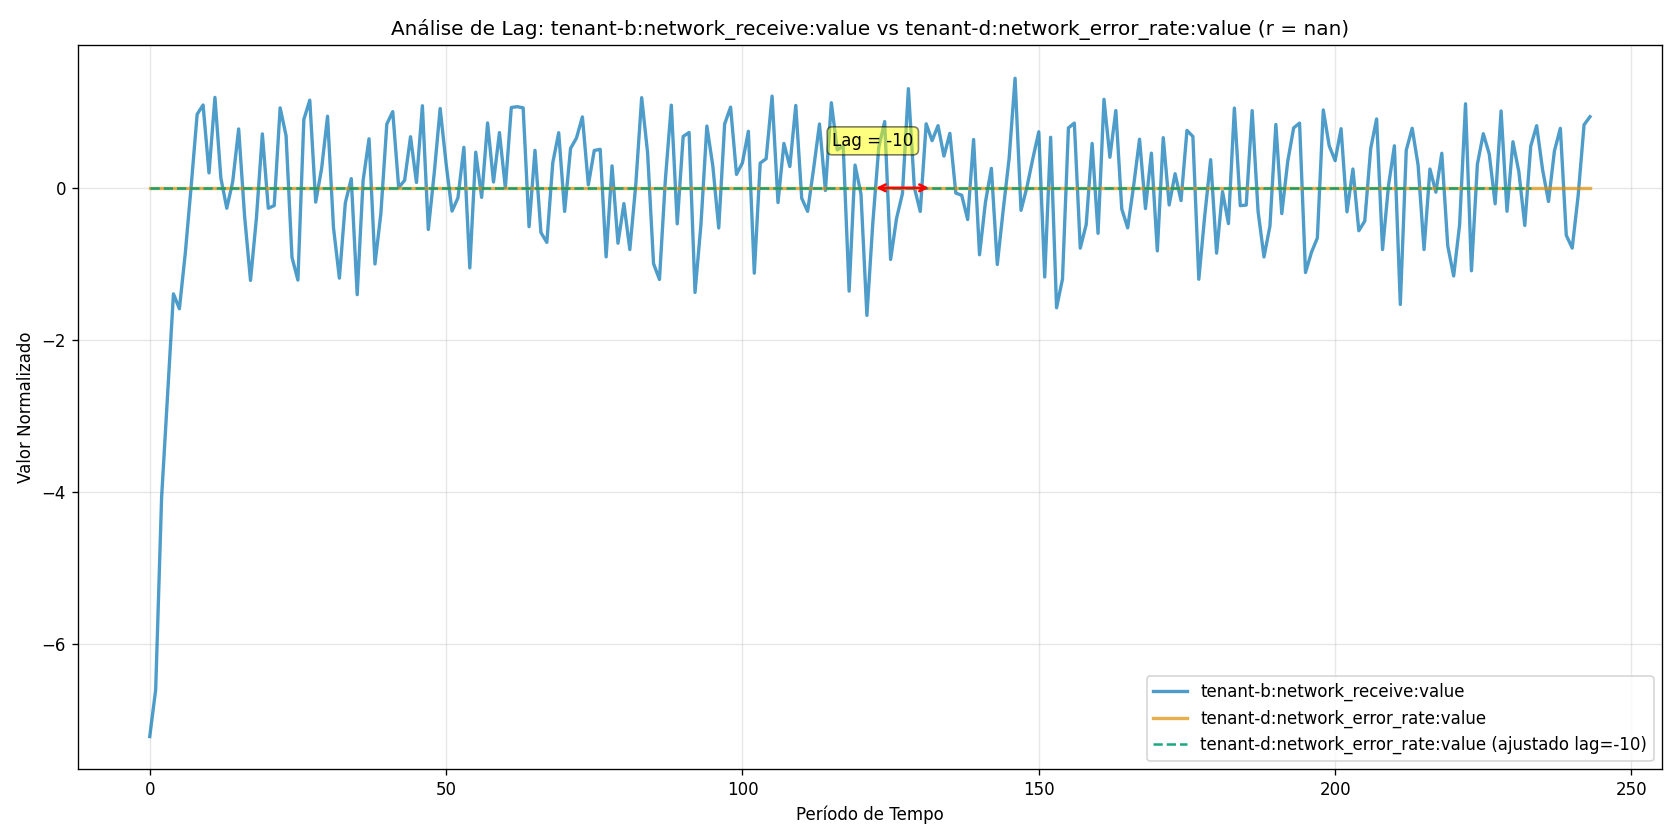 Análise de Lag: tenant-b:network_receive:value vs tenant-d:network_error_rate:value (r = nan)
Valor Normalizado
0
−2
−4
−6
Lag = -10
tenant-b:network_receive:value
tenant-d:network_error_rate:value
tenant-d:network_error_rate:value (ajustado lag=-10)
0 50 100 150 200 250
Período de Tempo